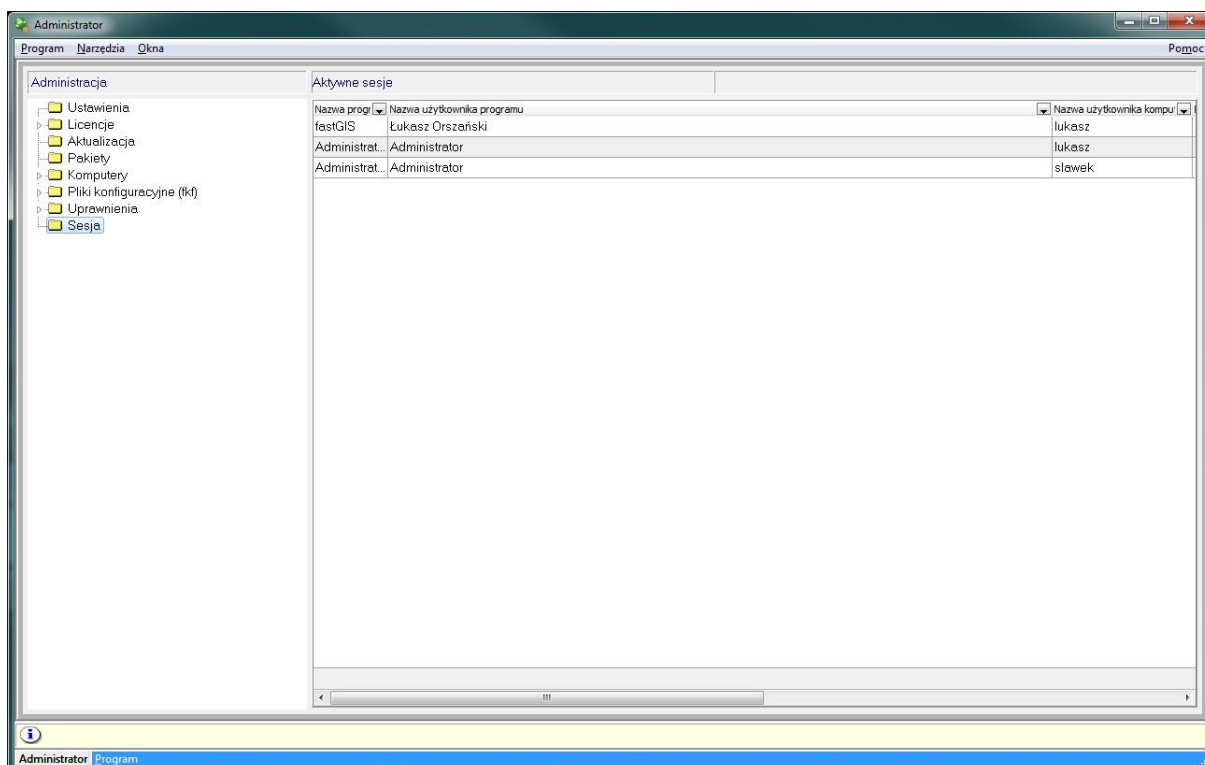 Administrator
Program Narzędzia Okna Pomoc
Administracja
Aktywne sesje
Ustawienia
Licencje
Aktualizacja
Pakiety
Komputery
Pliki konfiguracyjne (fkf)
Uprawnienia
Sesja
Nazwa progr Nazwa użytkownika programu Nazwa użytkownika komput
fastGIS Łukasz Orszański lukasz
Administrat... Administrator lukasz
Administrat... Administrator slawek
Administrator Program